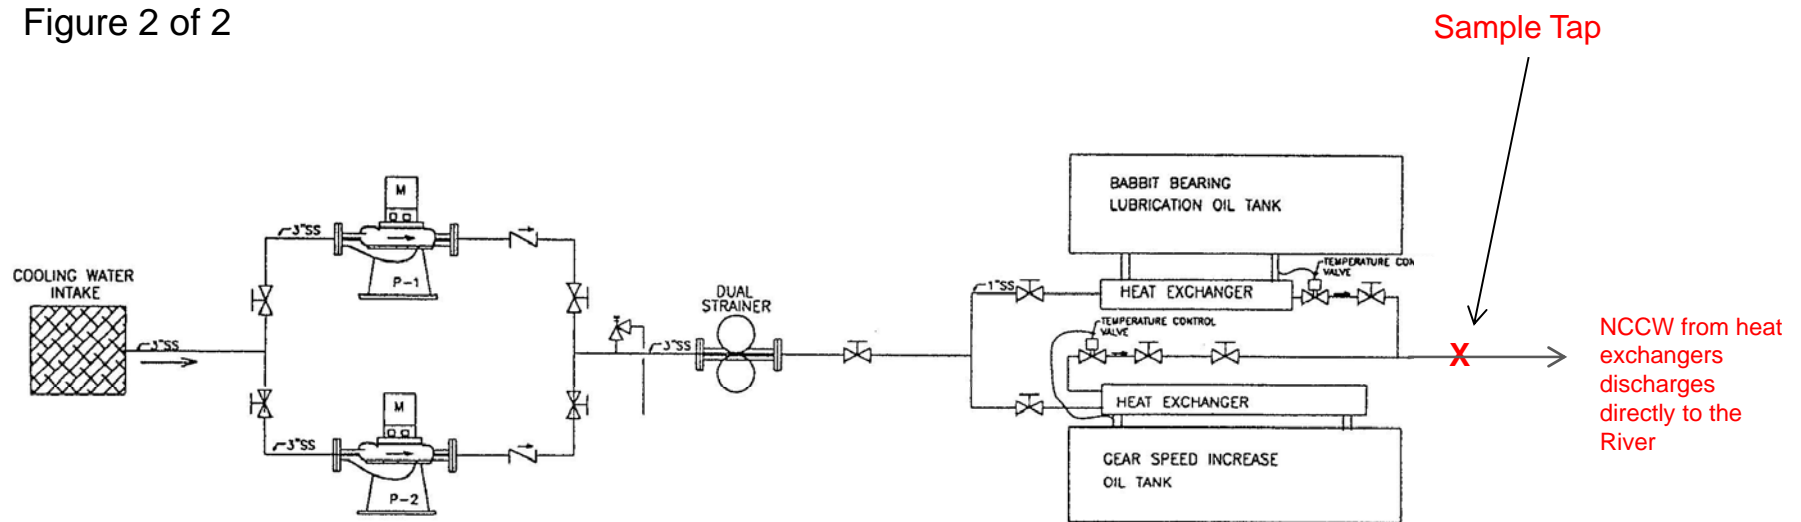 Figure 2 of 2
Sample Tap
COOLING WATER
INTAKE
3"SS
3"SS
M
P-1
3"SS
M
P-2
3"SS
DUAL
STRAINER
1"SS
BABBIT BEARING
LUBRICATION OIL TANK
HEAT EXCHANGER
TEMPERATURE CON
VALVE
TEMPERATURE CONTROL
VALVE
HEAT EXCHANGER
GEAR SPEED INCREASE
OIL TANK
X
NCCW from heat
exchangers
discharges
directly to the
River